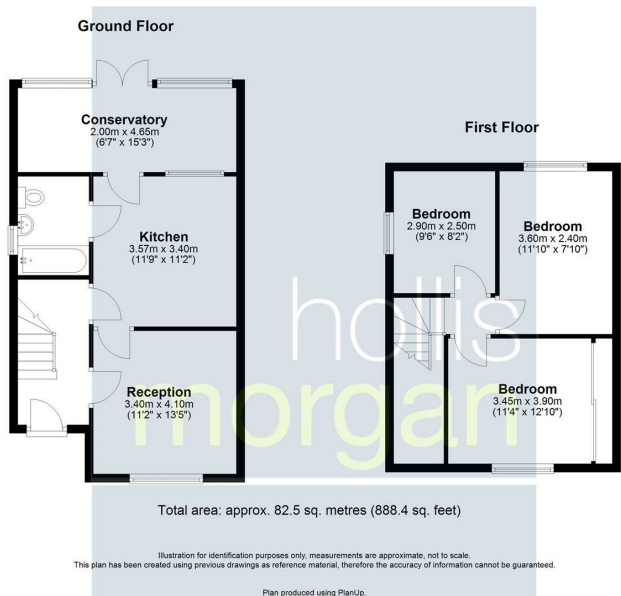 Ground Floor
Conservatory
2.00m x 4.65m
(6'7" x 15'3")
Kitchen
3.57m x 3.40m
(11'9" x 11'2")
Reception
3.40m x 4.10m
(11'2" x 13'5")
First Floor
Bedroom
2.90m x 2.50m
(9'6" x 8'2")
Bedroom
3.60m x 2.40m
(11'10" x 7'10")
Bedroom
3.45m x 3.90m
(11'4" x 12'10")
hollis
morgan
Total area: approx. 82.5 sq. metres (888.4 sq. feet)
Illustration for identification purposes only, measurements are approximate, not to scale.
This plan has been created using previous drawings as reference material, therefore the accuracy of information cannot be guaranteed.
Plan produced using PlanUp.